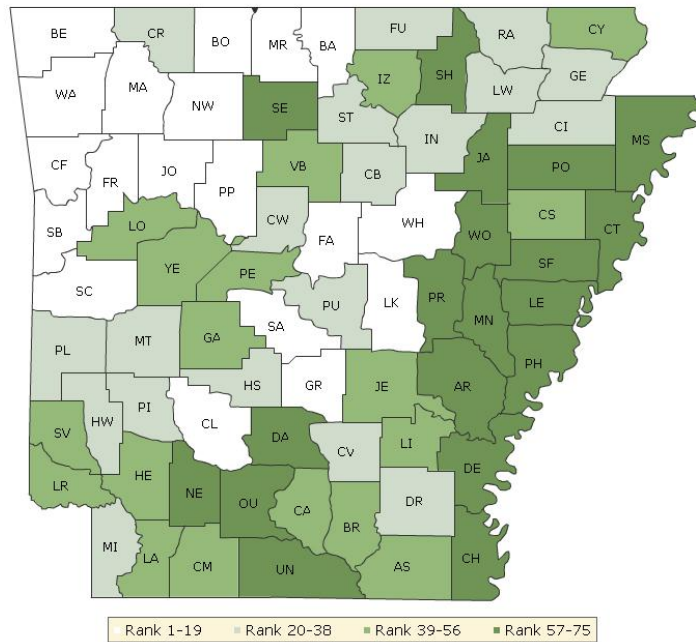 BE CR BO MR BA FU RA CY
WA MA NW SE IZ SH LW GE
ST IN CI MS
CF FR JO PP VB CB JA PO
SB LO CW FA WH WO CS CT
YE PE SF
SC SA PU LK PR MN LE
PL MT GA PH
HS GR JE AR
SV HW PI CL DA CV LI
LR HE NE OU CA BR DR DE
MI LA CM UN AS CH
Rank 1-19 Rank 20-38 Rank 39-56 Rank 57-75